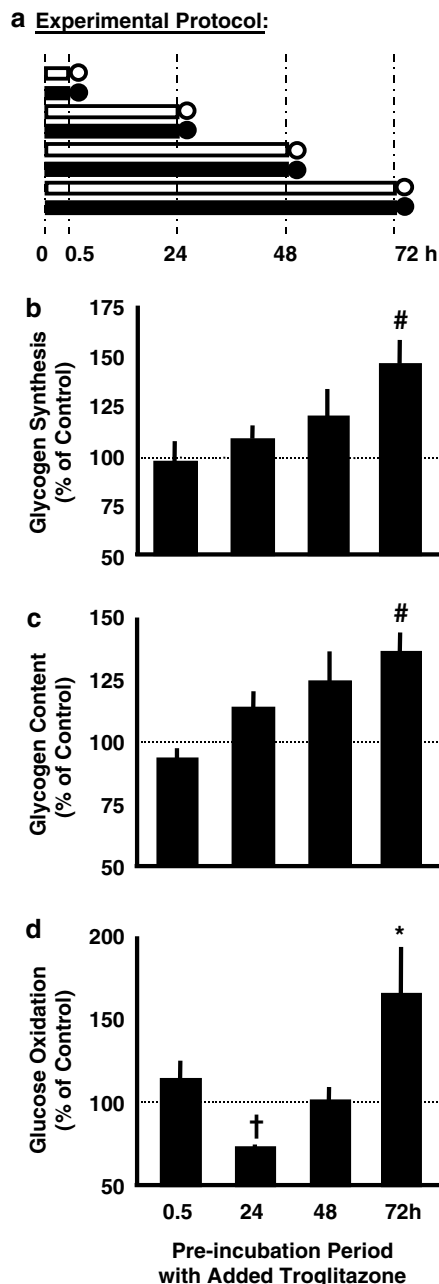 a Experimental Protocol:
0 0.5 24 48 72 h
b
Glycogen Synthesis
(% of Control)
175
150
125
100
75
50
#
c
Glycogen Content
(% of Control)
150
125
100
75
50
#
d
Glucose Oxidation
(% of Control)
200
150
100
50
†
*
0.5 24 48 72h
Pre-incubation Period
with Added Troglitazone